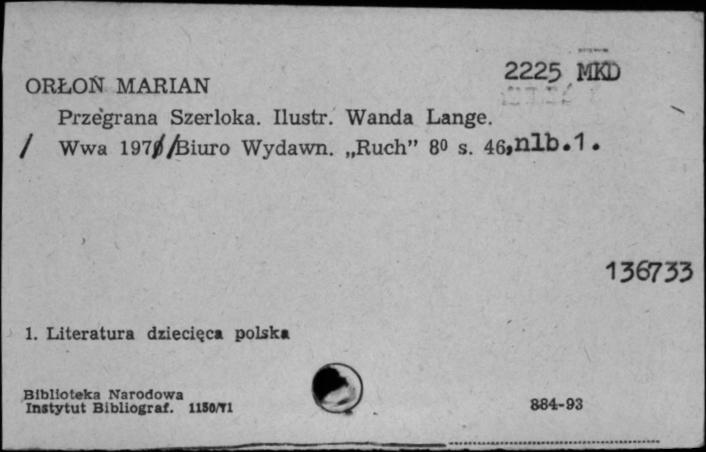 2225 MKD
ORŁOŃ MARIAN
Przegrana Szerloka. Ilustr. Wanda Lange.
/ Wwa 197 /Biuro Wydawn. „Ruch” 8⁰ s. 46,nlb.1.
136733
1. Literatura dziecięca polska
Biblioteka Narodowa
Instytut Bibliograf. 1150/71
884-93